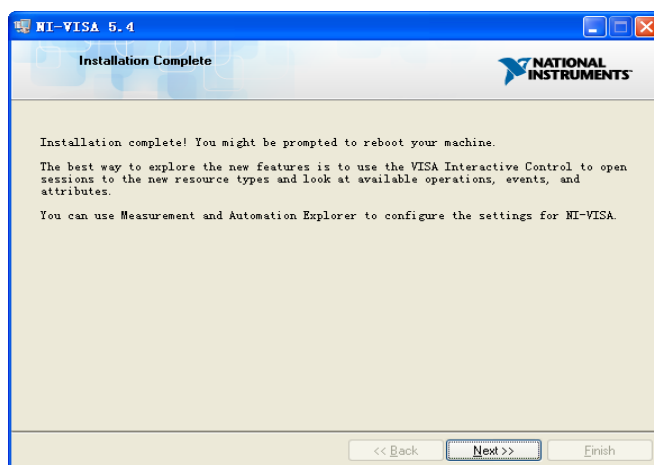 NI-VISA 5.4
Installation Complete
NATIONAL
INSTRUMENTS
Installation complete! You might be prompted to reboot your machine.
The best way to explore the new features is to use the VISA Interactive Control to open
sessions to the new resource types and look at available operations, events, and
attributes.
You can use Measurement and Automation Explorer to configure the settings for NI-VISA.
<< Back
Next >>
Finish